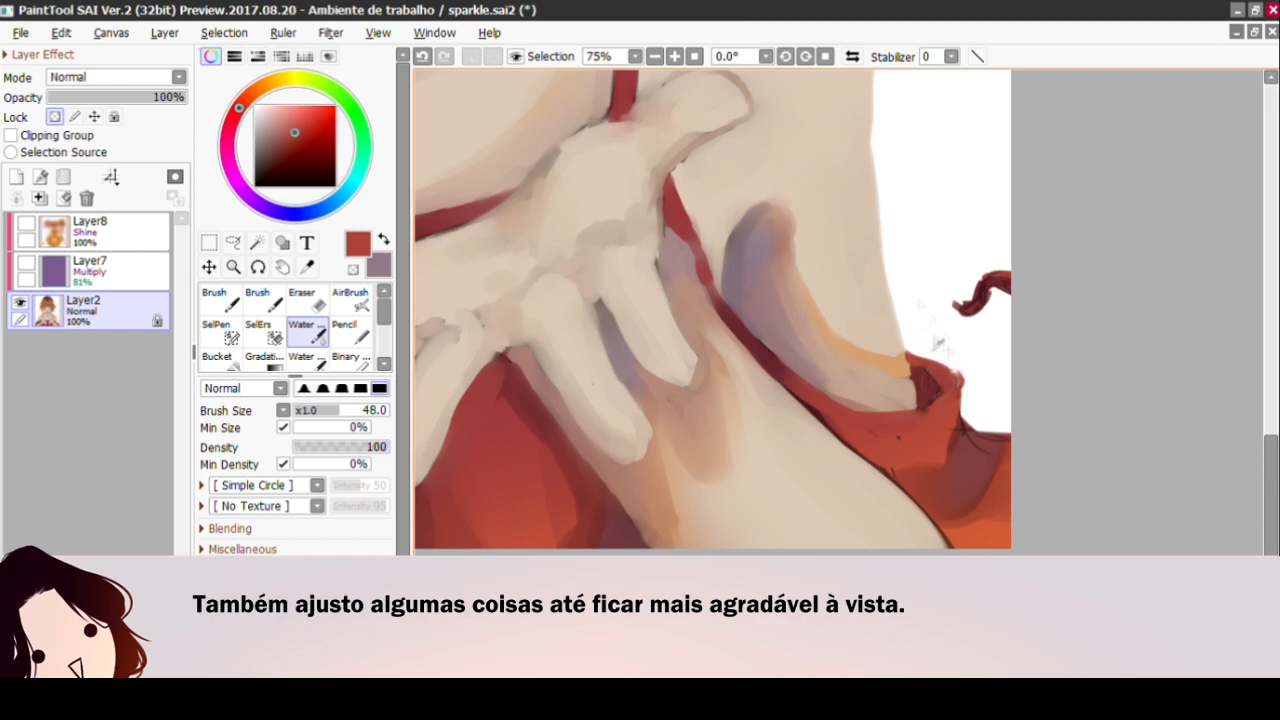 PaintTool SAI Ver.2 (32bit) Preview.2017.08.20 - Ambiente de trabalho / sparkle.sai2 (*)
File Edit Canvas Layer Selection Ruler Filter View Window Help
Layer Effect
Mode Normal
Opacity 100%
Lock
Clipping Group
Selection Source
Layer8
Shine
100%
Layer7
Multiply
81%
Layer2
Normal
100%
T
Brush Brush Eraser AirBrush
SelPen SelErs Water ... Pencil
Bucket Gradati... Water ... Binary ...
Normal
Brush Size x1.0 48.0
Min Size 0%
Density 100
Min Density 0%
[ Simple Circle ] Intensity 50
[ No Texture ] Intensity 95
Blending
Miscellaneous
Selection 75% 0.0° Stabilizer 0
Também ajusto algumas coisas até ficar mais agradável à vista.